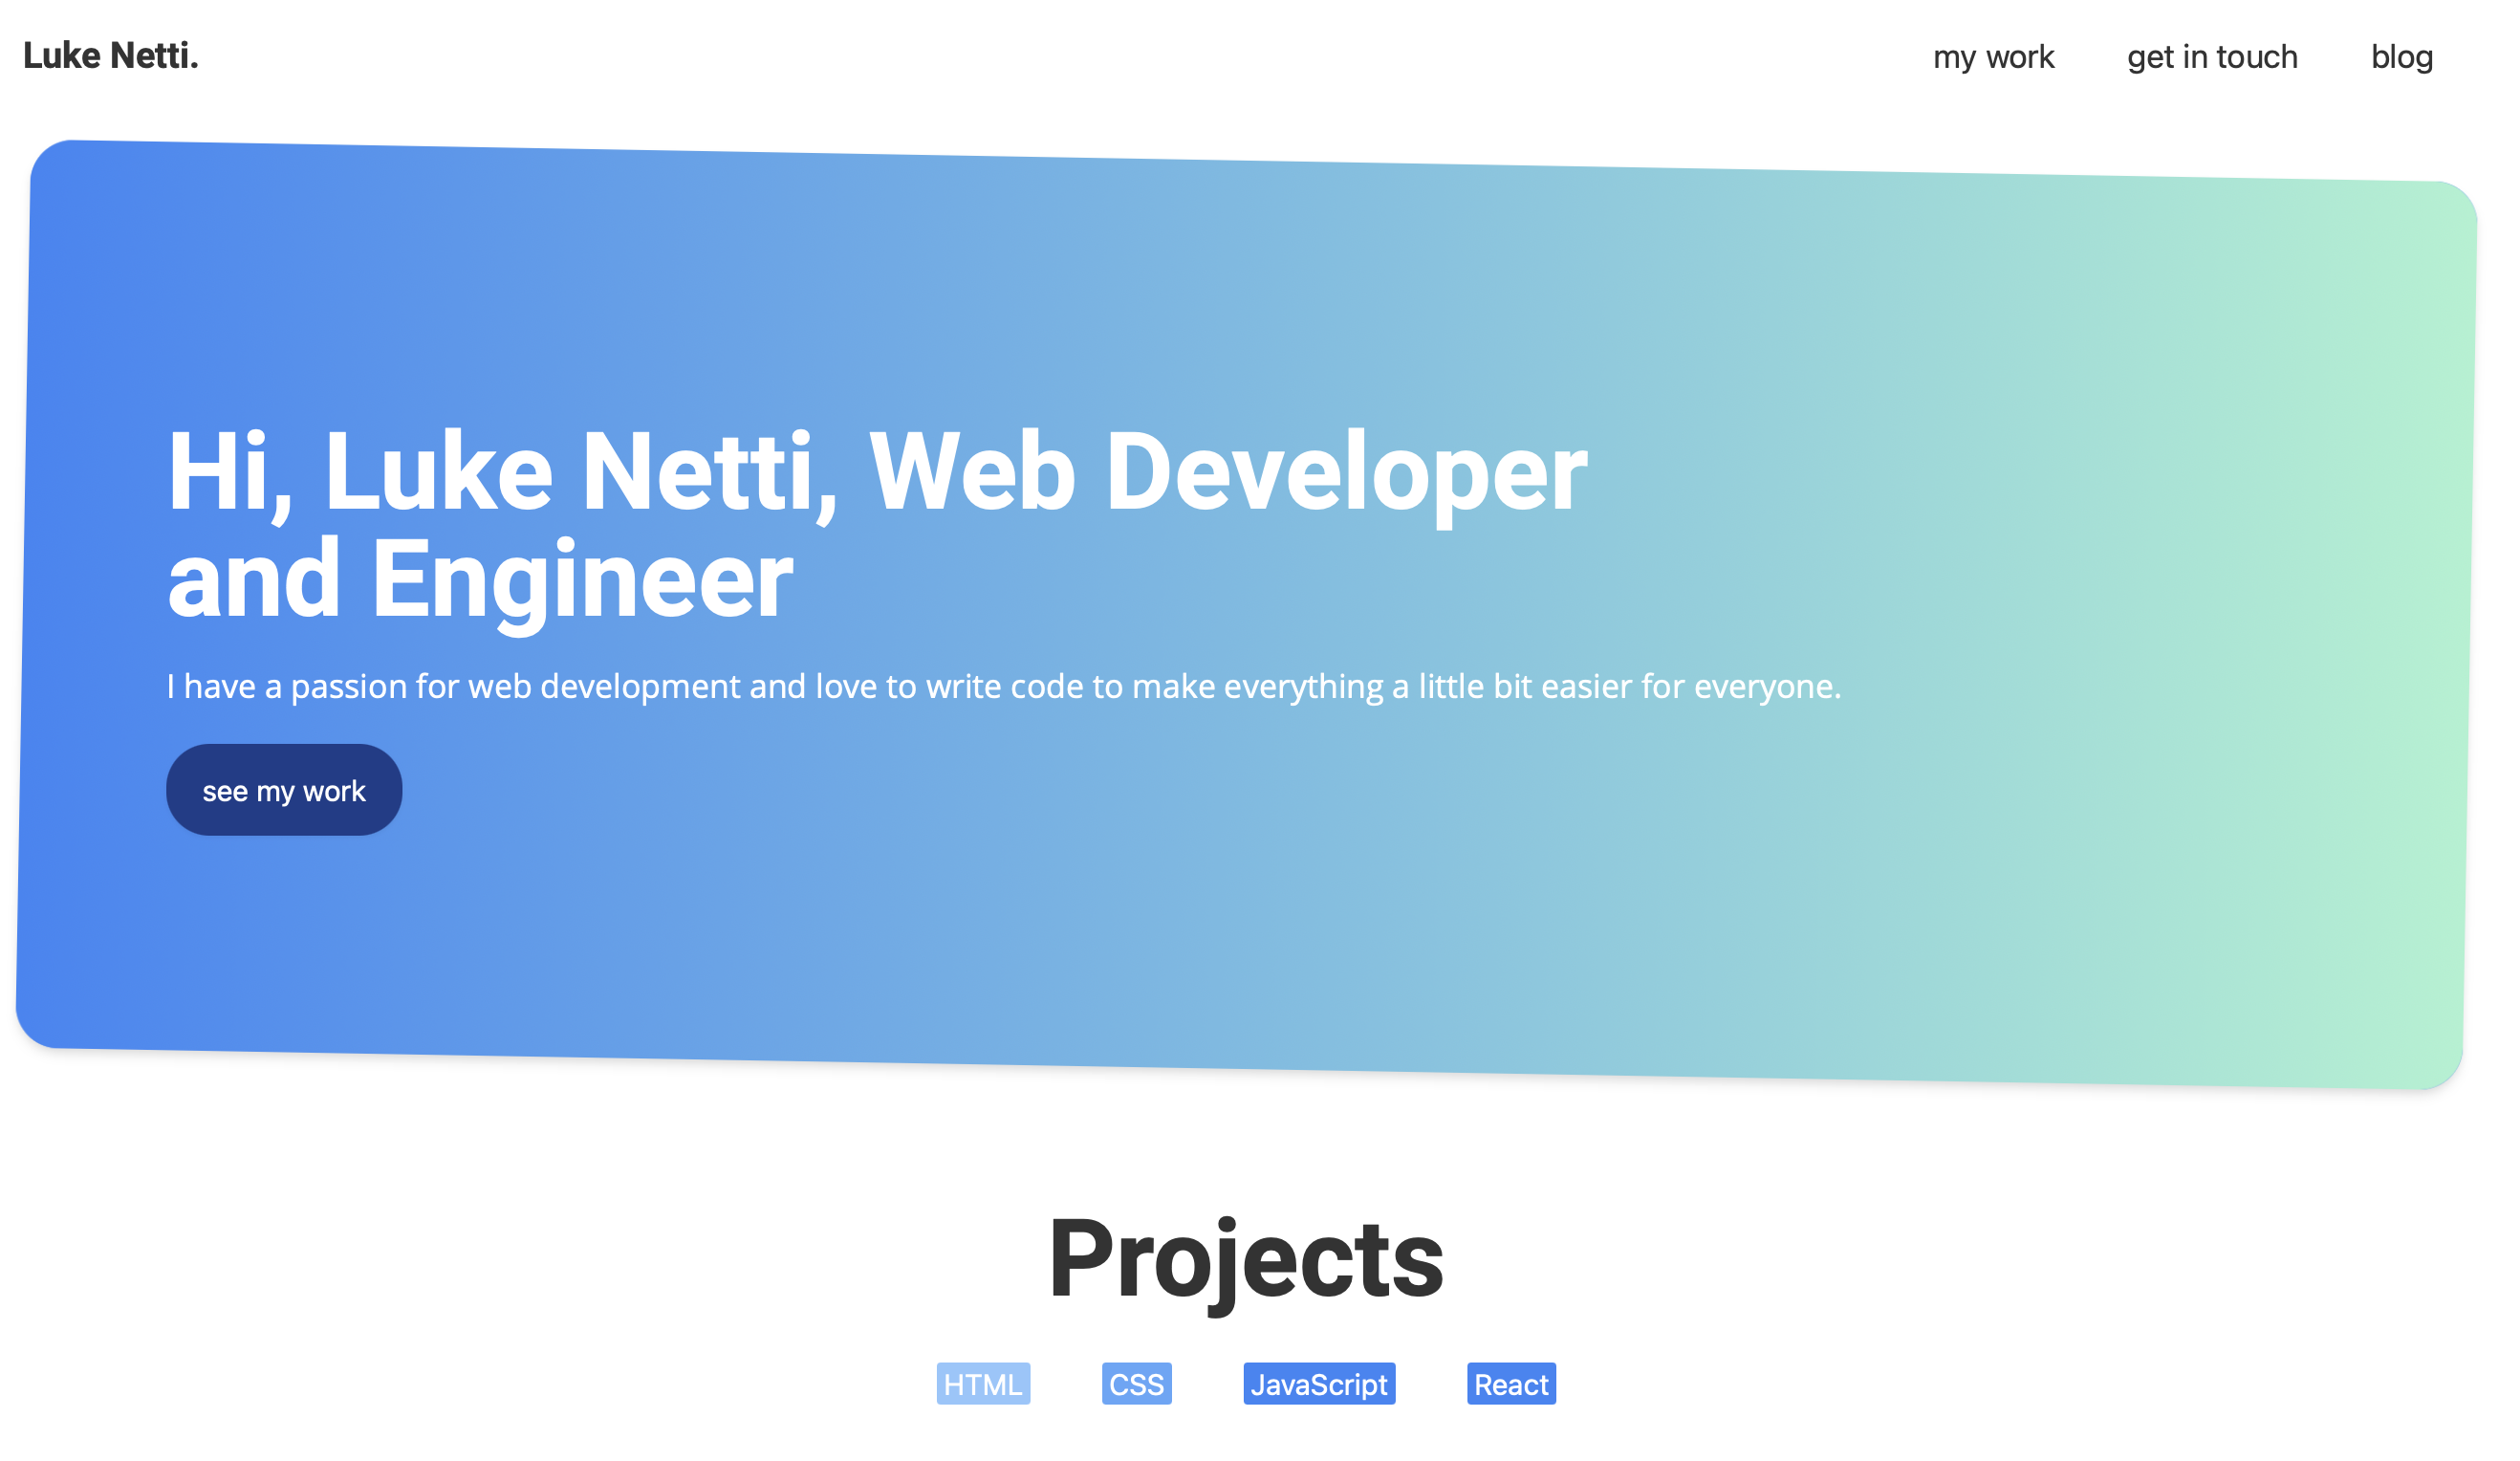 Luke Netti.
my work
get in touch
blog
Hi, Luke Netti, Web Developer
and Engineer
I have a passion for web development and love to write code to make everything a little bit easier for everyone.
see my work
Projects
HTML
CSS
JavaScript
React